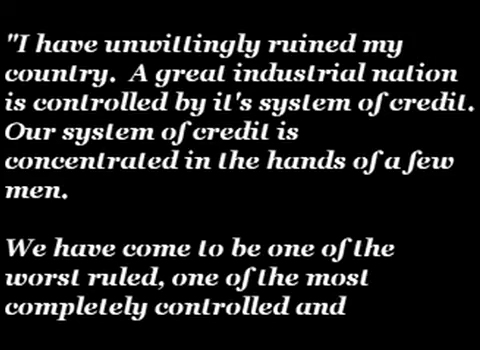 "I have unwittingly ruined my
country.  A great industrial nation
is controlled by it's system of credit.
Our system of credit is
concentrated in the hands of a few
men.
We have come to be one of the
worst ruled, one of the most
completely controlled and